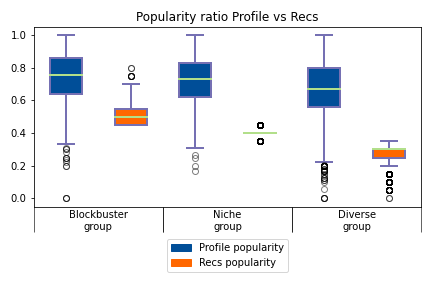 Popularity ratio Profile vs Recs
1.0
0.8
0.6
0.4
0.2
0.0
Blockbuster
group
Niche
group
Diverse
group
Profile popularity
Recs popularity